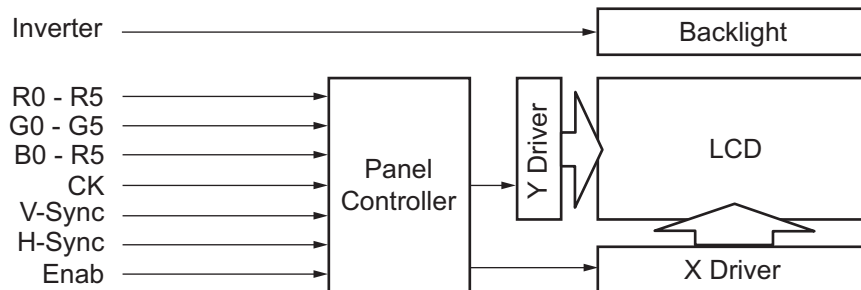 Inverter
Backlight
R0 - R5
G0 - G5
B0 - R5
CK
V-Sync
H-Sync
Enab
Panel
Controller
Y Driver
LCD
X Driver